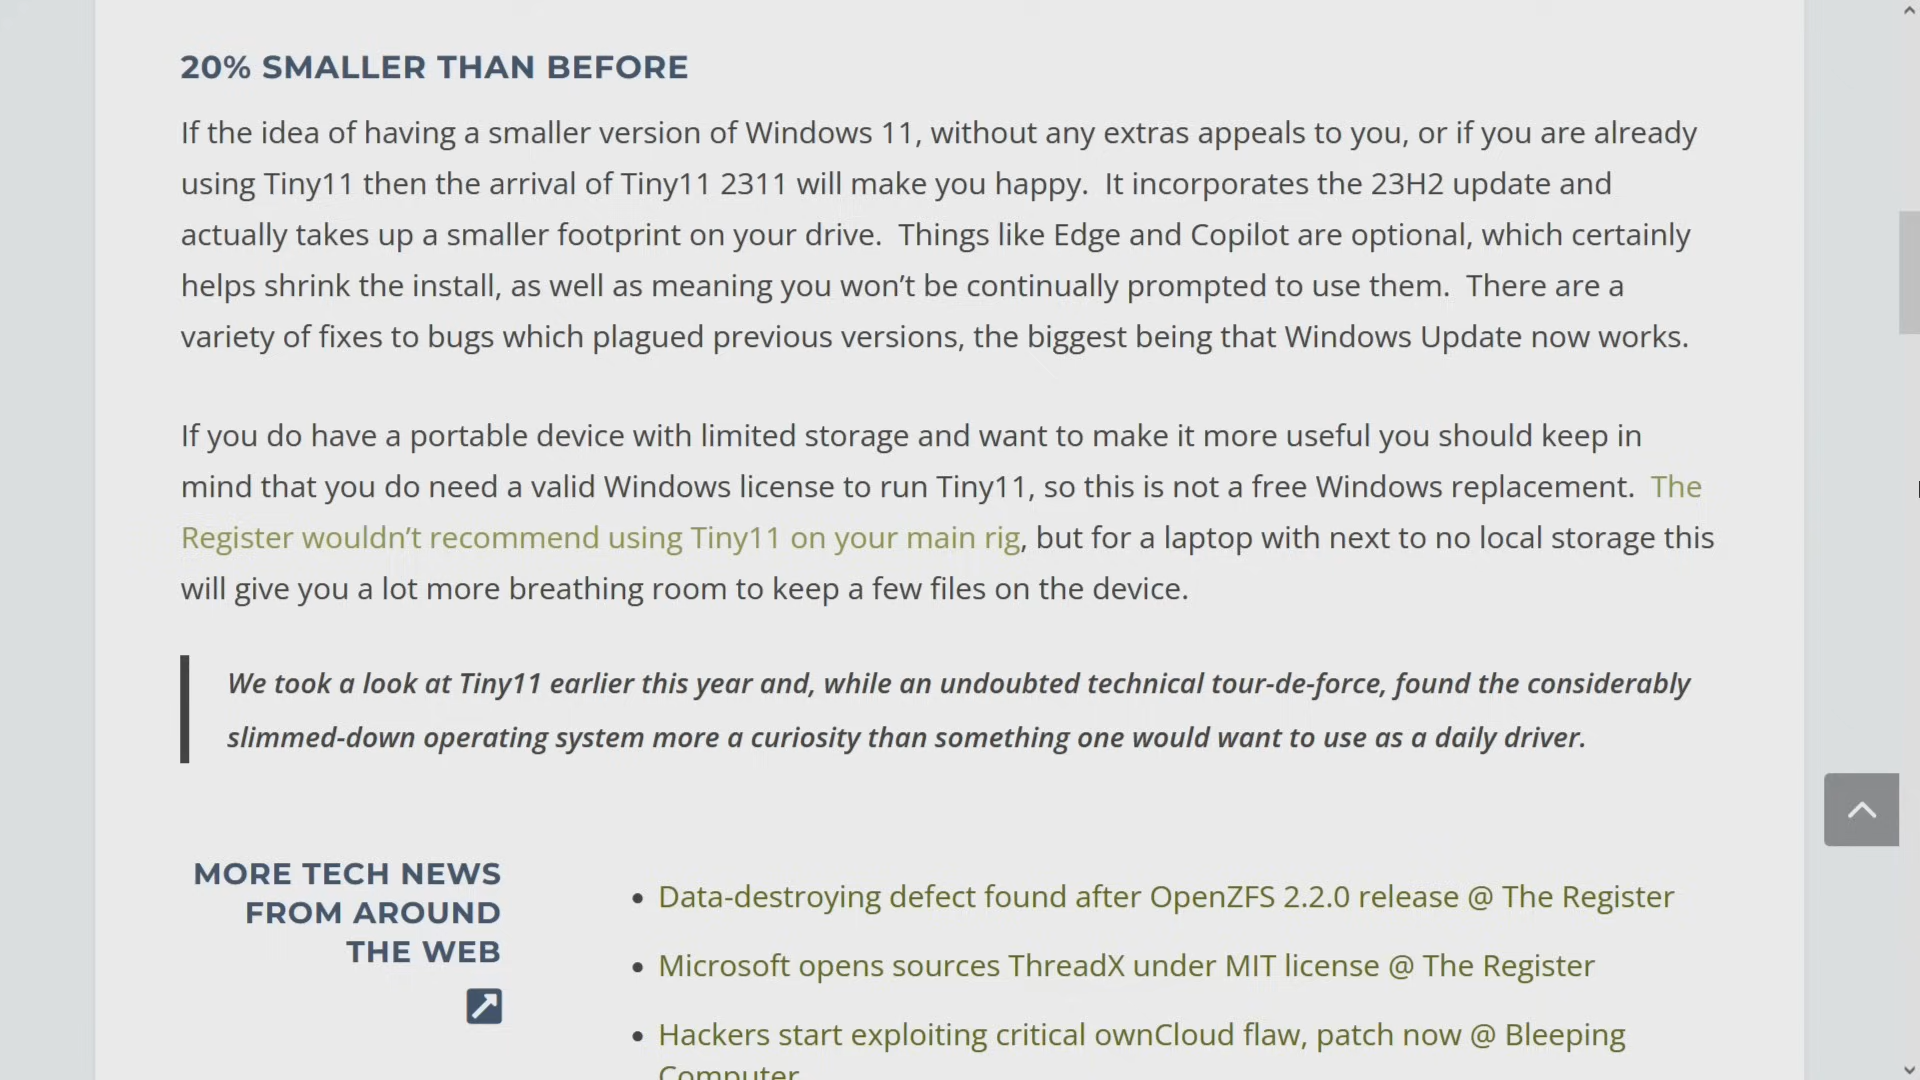 20% SMALLER THAN BEFORE
If the idea of having a smaller version of Windows 11, without any extras appeals to you, or if you are already
using Tiny11 then the arrival of Tiny11 2311 will make you happy.  It incorporates the 23H2 update and
actually takes up a smaller footprint on your drive.  Things like Edge and Copilot are optional, which certainly
helps shrink the install, as well as meaning you won’t be continually prompted to use them.  There are a
variety of fixes to bugs which plagued previous versions, the biggest being that Windows Update now works.
If you do have a portable device with limited storage and want to make it more useful you should keep in
mind that you do need a valid Windows license to run Tiny11, so this is not a free Windows replacement.  The
Register wouldn’t recommend using Tiny11 on your main rig, but for a laptop with next to no local storage this
will give you a lot more breathing room to keep a few files on the device.
We took a look at Tiny11 earlier this year and, while an undoubted technical tour-de-force, found the considerably
slimmed-down operating system more a curiosity than something one would want to use as a daily driver.
MORE TECH NEWS
FROM AROUND
THE WEB
Data-destroying defect found after OpenZFS 2.2.0 release @ The Register
Microsoft opens sources ThreadX under MIT license @ The Register
Hackers start exploiting critical ownCloud flaw, patch now @ Bleeping
Computer